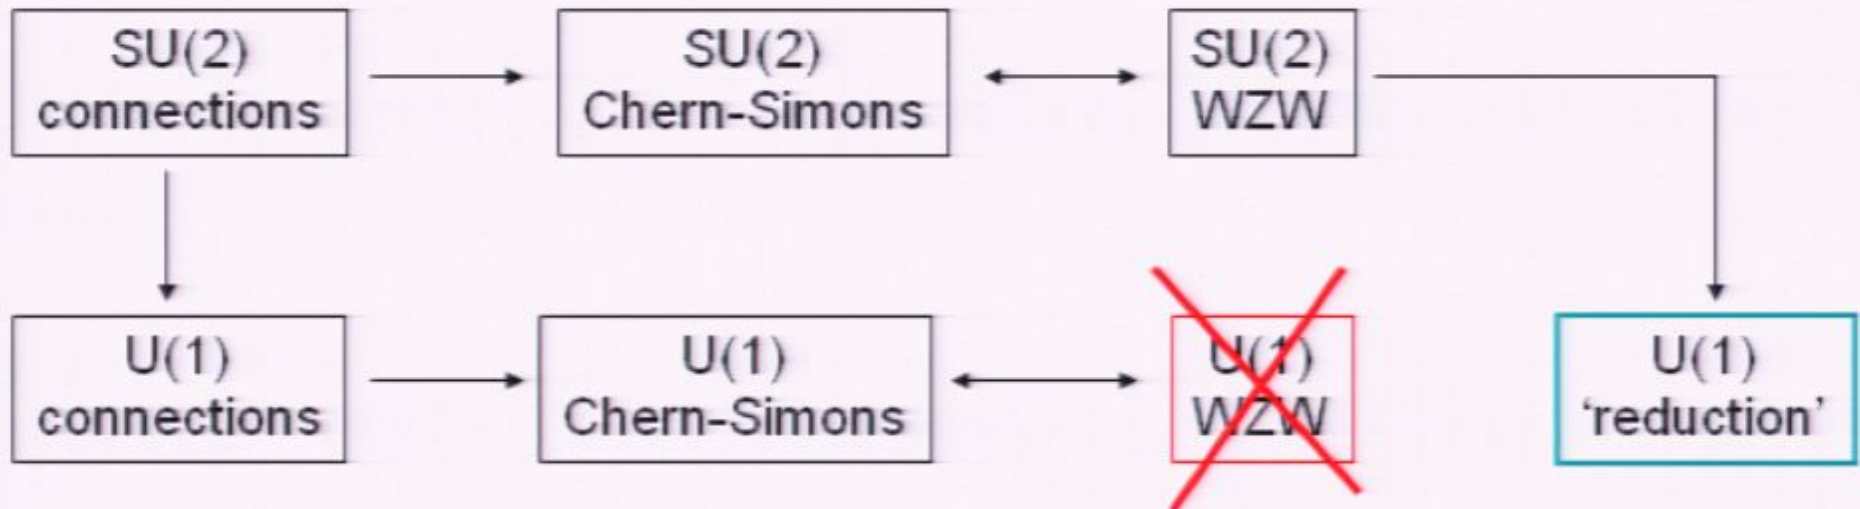 SU(2)
connections
SU(2)
Chern-Simons
SU(2)
WZW
U(1)
connections
U(1)
Chern-Simons
U(1)
WZW
U(1)
‘reduction’